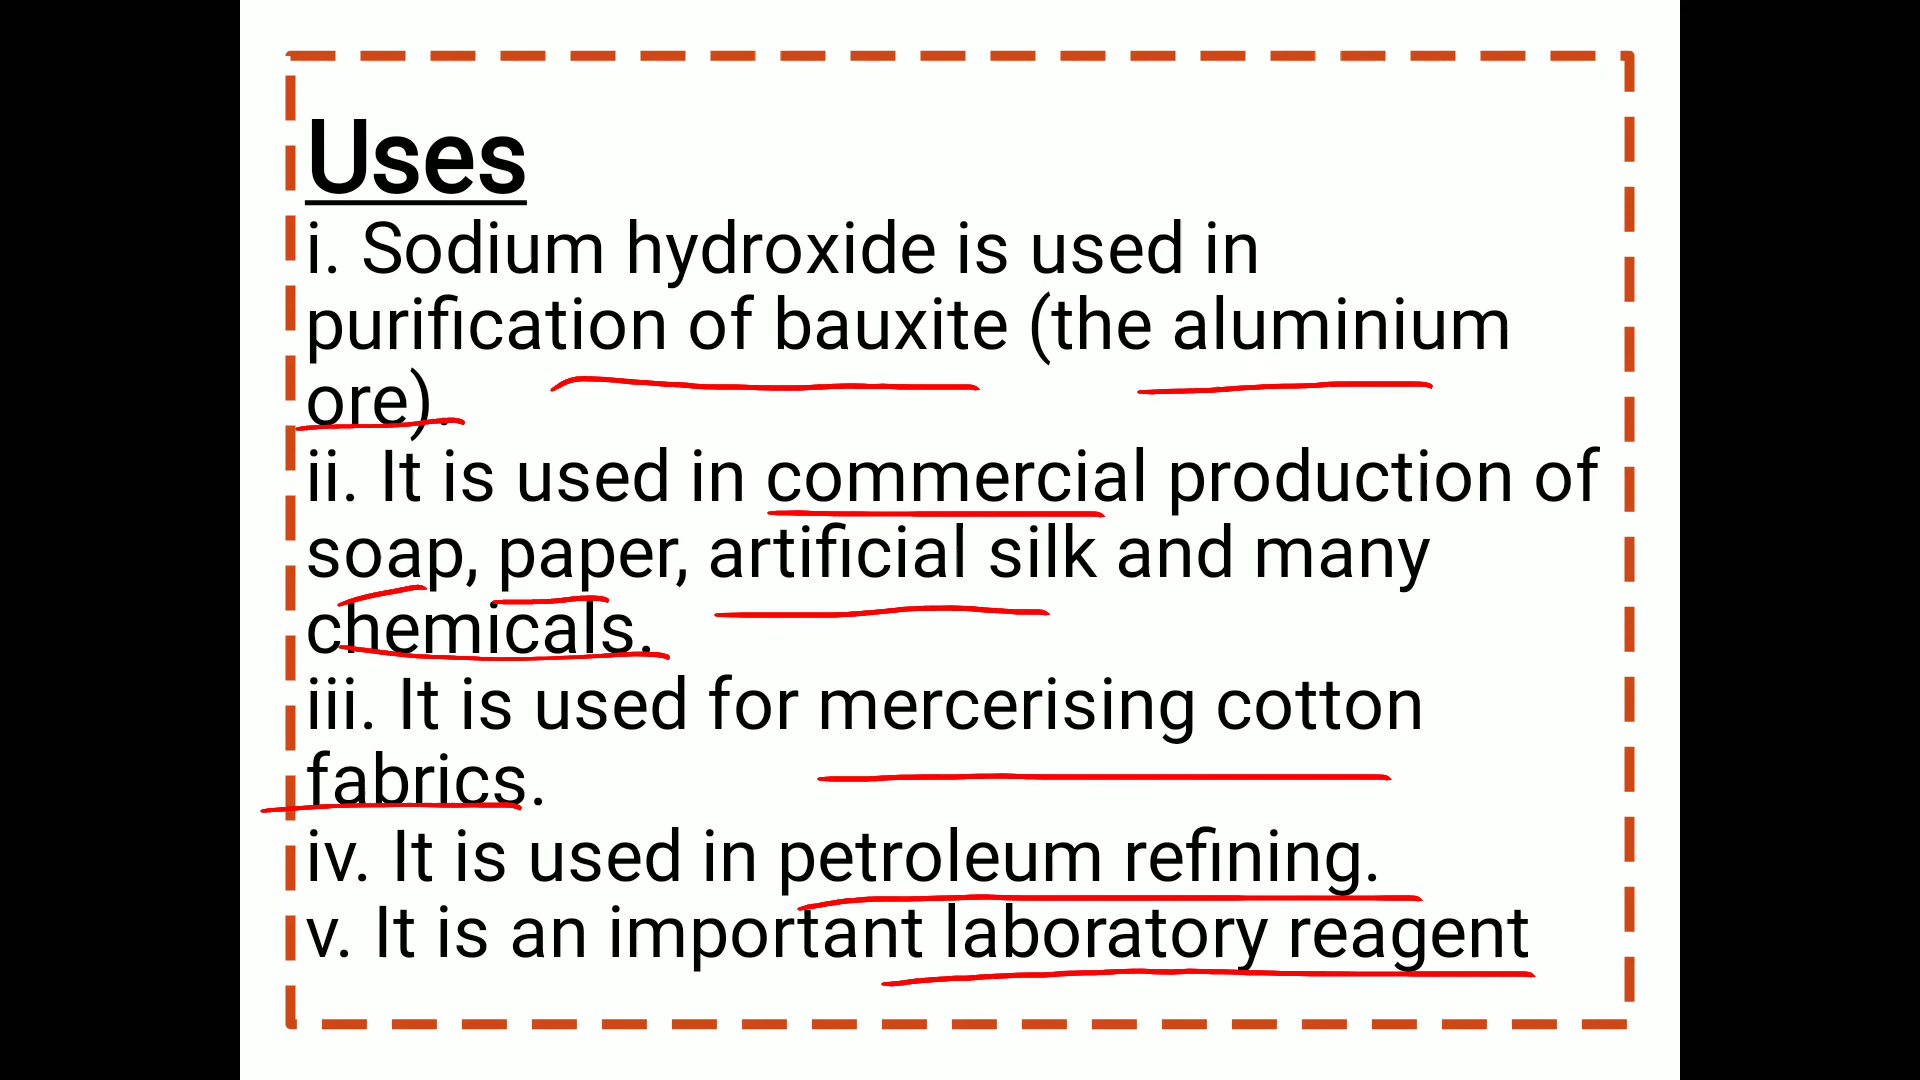 Uses
i. Sodium hydroxide is used in
purification of bauxite (the aluminium
ore).
ii. It is used in commercial production of
soap, paper, artificial silk and many
chemicals.
iii. It is used for mercerising cotton
fabrics.
iv. It is used in petroleum refining.
v. It is an important laboratory reagent